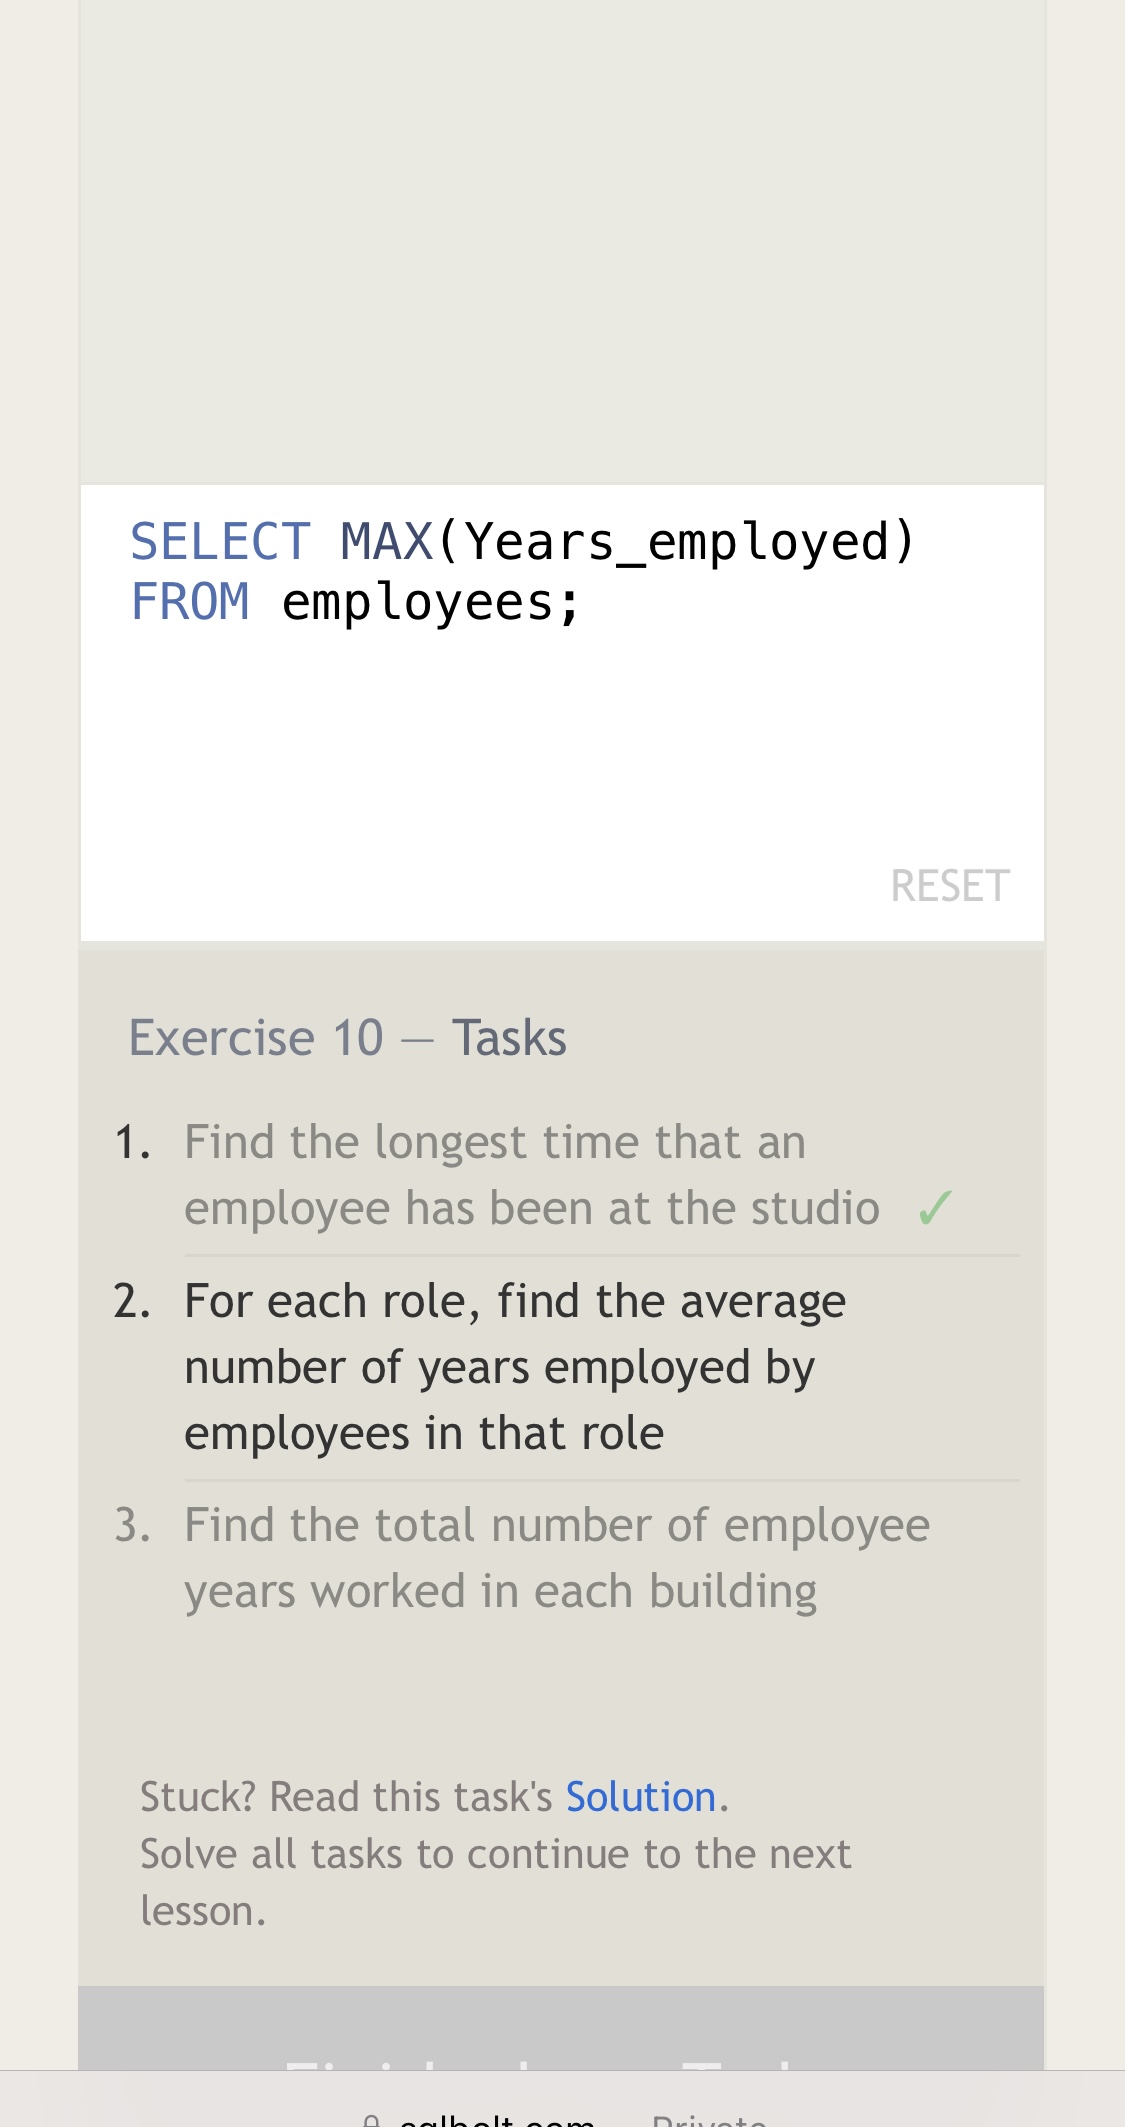 SELECT MAX(Years_employed)
FROM employees;
RESET
Exercise 10 — Tasks
1. Find the longest time that an
employee has been at the studio ✓
2. For each role, find the average
number of years employed by
employees in that role
3. Find the total number of employee
years worked in each building
Stuck? Read this task's Solution.
Solve all tasks to continue to the next
lesson.
sqlbolt.com — Private